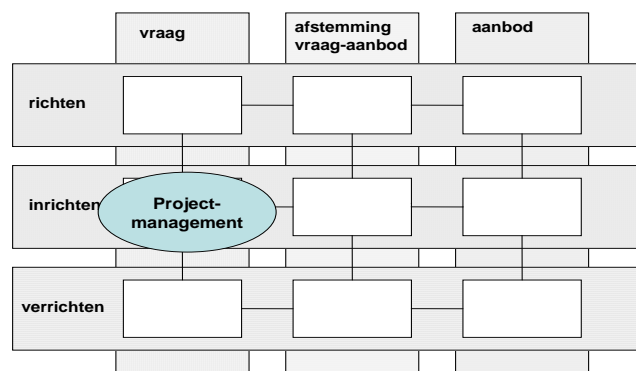 vraag
afstemming
vraag-aanbod
aanbod
richten
inrichten
Project-
management
verrichten